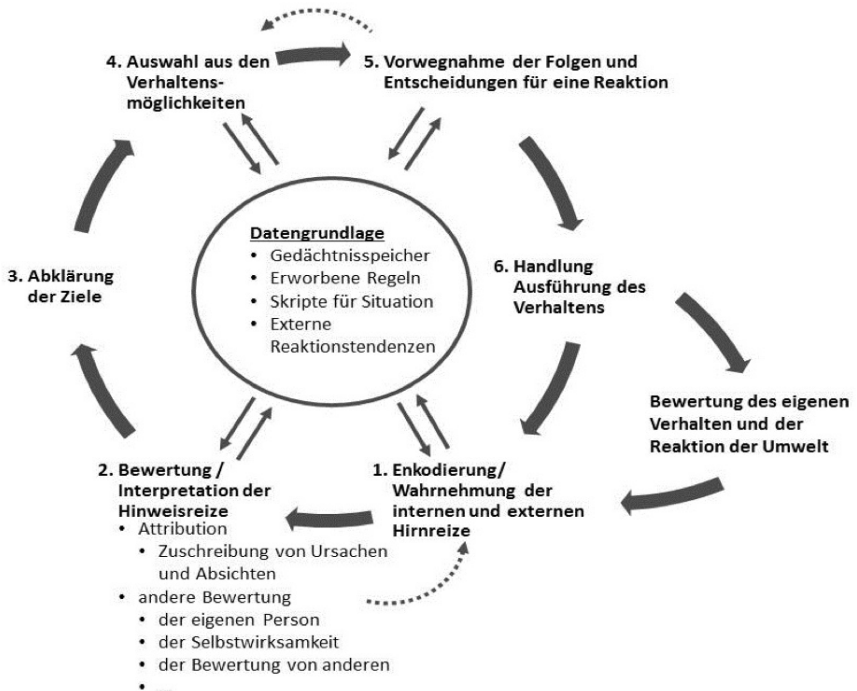 4. Auswahl aus den
Verhaltens-
möglichkeiten
5. Vorwegnahme der Folgen und
Entscheidungen für eine Reaktion
Datengrundlage
• Gedächtnisspeicher
• Erworbene Regeln
• Skripte für Situation
• Externe
Reaktionstendenzen
3. Abklärung
der Ziele
6. Handlung
Ausführung des
Verhaltens
Bewertung des eigenen
Verhalten und der
Reaktion der Umwelt
2. Bewertung /
Interpretation der
Hinweisreize
• Attribution
• Zuschreibung von Ursachen
und Absichten
• andere Bewertung
• der eigenen Person
• der Selbstwirksamkeit
• der Bewertung von anderen
• ...
1. Enkodierung/
Wahrnehmung der
internen und externen
Hirnreize